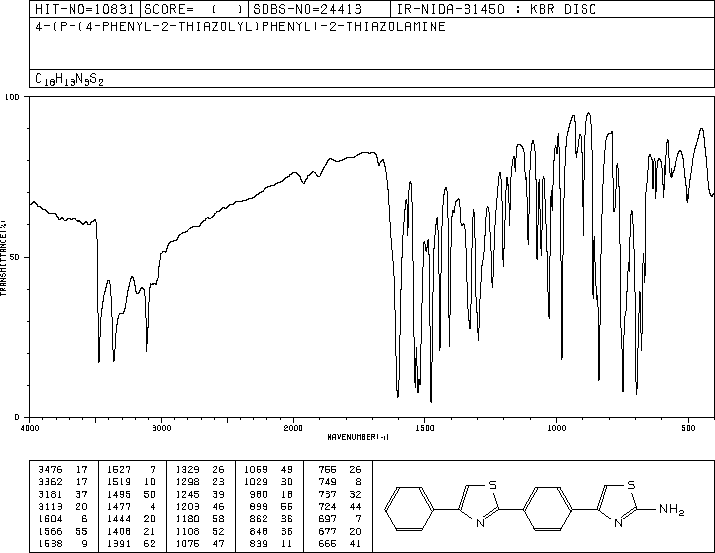 HIT-NO=10831 SCORE= ( ) SDBS-NO=24413 IR-NIDA-31450 : KBR DISC
4-(P-(4-PHENYL-2-THIAZOLYL)PHENYL)-2-THIAZOLAMINE
C18H13N3S2
100
50
0
TRANSMITTANCE(%)
4000 3000 2000 1500 1000 500
WAVENUMBER(-1)
3476 17 1527 7 1329 26 1069 49 766 26
3362 17 1519 10 1298 23 1029 30 749 8
3181 37 1495 50 1245 39 980 18 737 32
3113 20 1477 4 1203 46 899 55 724 44
1604 6 1444 20 1180 58 862 36 697 7
1566 55 1408 21 1108 52 848 36 677 20
1538 9 1391 62 1075 47 839 11 665 41
S S
N N NH2